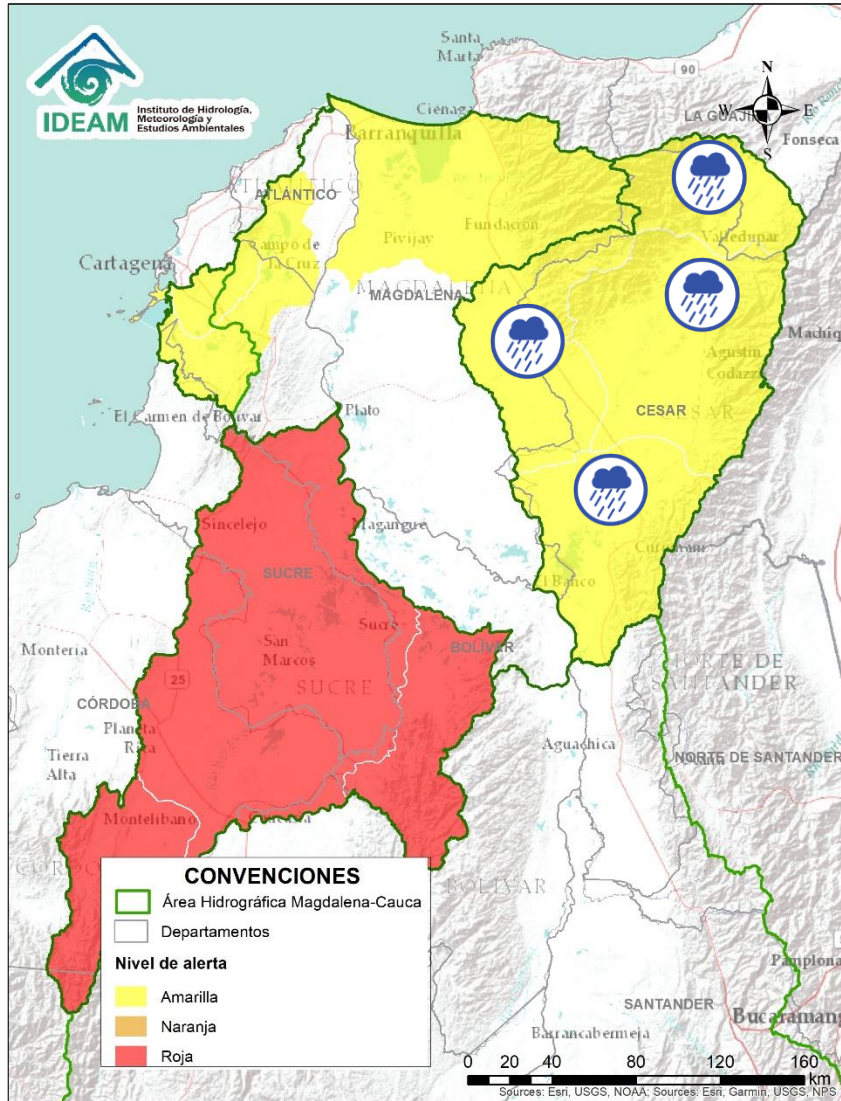 IDEAM
Instituto de Hidrología,
Meteorología y
Estudios Ambientales
Santa
Marta
90
N
E
S
LA GUAJIR
Fonseca
Ciénaga
Barranquilla
ATLÁNTICO
Cartagena
Campo de
la Cruz
Pivijay
Fundación
Valledupar
MAGDALENA
MAGDALENA
Machiq
Agustín
Codazzi
CESAR
El Carmen de Bolívar
Plato
Sincelejo
Magangué
Curumaní
El Banco
SUCRE
Sucre
BOLÍVAR
Montería
San
Marcos
SUCRE
25
NORTE DE
SANTANDER
CÓRDOBA
Planeta
Rica
Tierra
Alta
Aguachica
NORTE DE SANTANDER
Montelíbano
BOLÍVAR
CONVENCIONES
Área Hidrográfica Magdalena-Cauca
Departamentos
Nivel de alerta
Amarilla
Naranja
Roja
Pamplona
SANTANDER
Bucaramang
Barrancabermeja
0 20 40 80 120 160
km
Sources: Esri, USGS, NOAA; Sources: Esri, Garmin, USGS, NPS